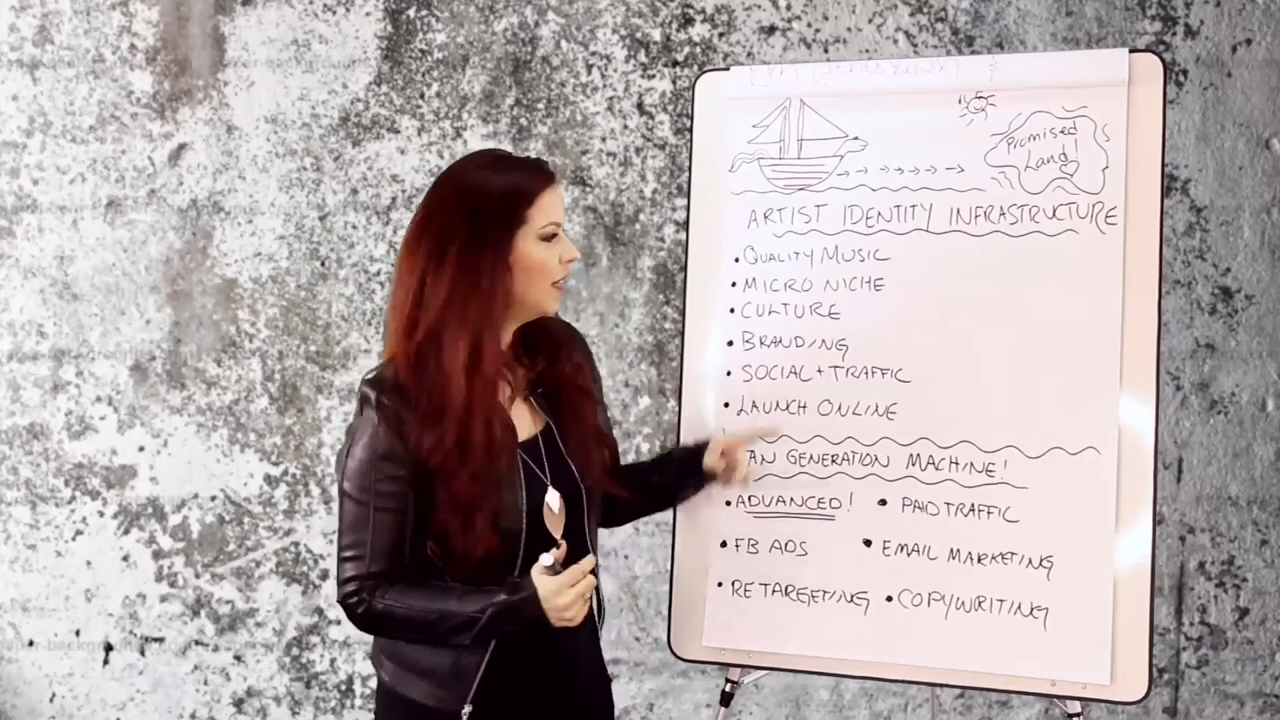 Promised
Land!
ARTIST IDENTITY INFRASTRUCTURE
• QUALITY MUSIC
• MICRO NICHE
• CULTURE
• BRANDING
• SOCIAL + TRAFFIC
• LAUNCH ONLINE
AN GENERATION MACHINE!
• ADVANCED! • PAID TRAFFIC
• FB ADS • EMAIL MARKETING
• RETARGETING • COPYWRITING